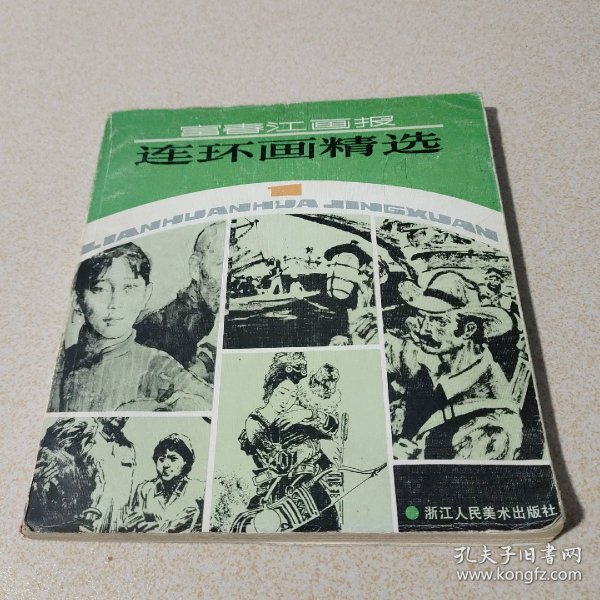 富春江画报
连环画精选
1
LIANHUANHUA JINGXUAN
浙江人民美术出版社
孔夫子旧书网
www.kongfz.com